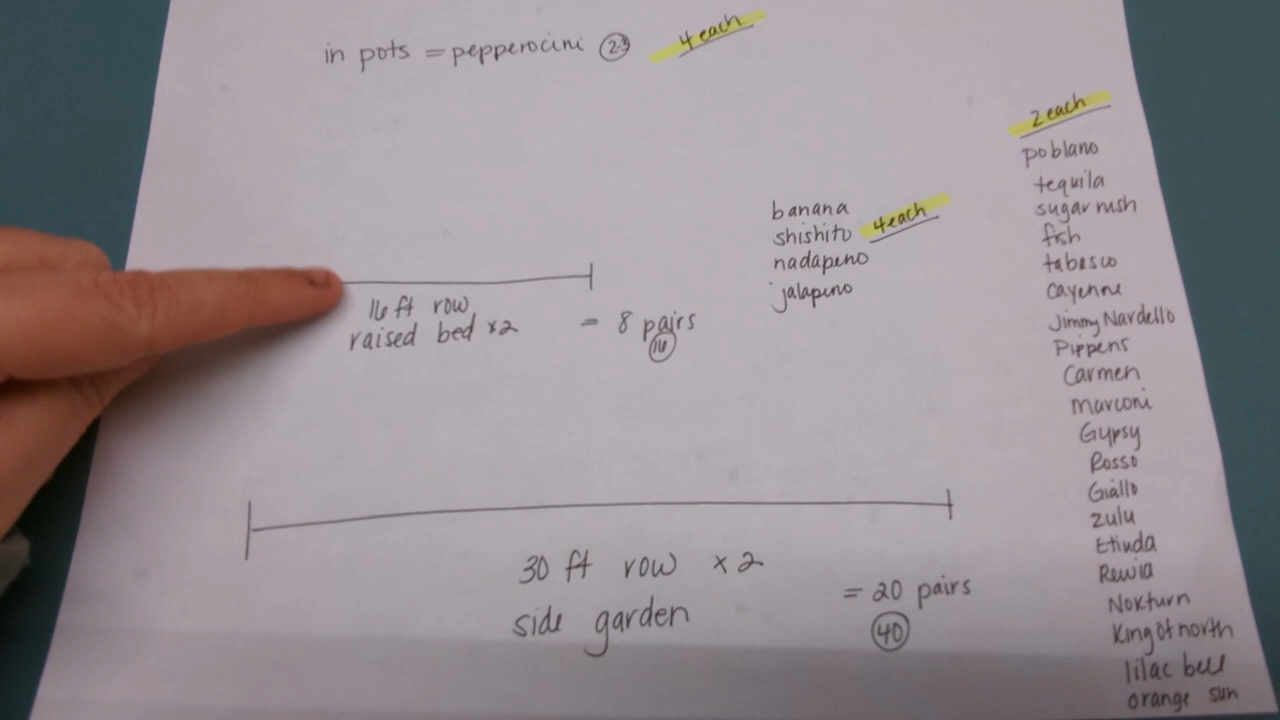 in pots = pepperocini 2-3 4 each
2 each
poblano
tequila
sugar rush
fish
tabasco
cayenne
Jimmy Nardello
Pippens
Carmen
marconi
Gypsy
Rosso
Giallo
zulu
Etiuda
Rewia
Nokturn
King of north
lilac bell
orange sun
banana
shishito 4 each
nadapeno
jalapeno
16 ft row
raised bed x2 = 8 pairs
16
30 ft row x2
side garden = 20 pairs
40